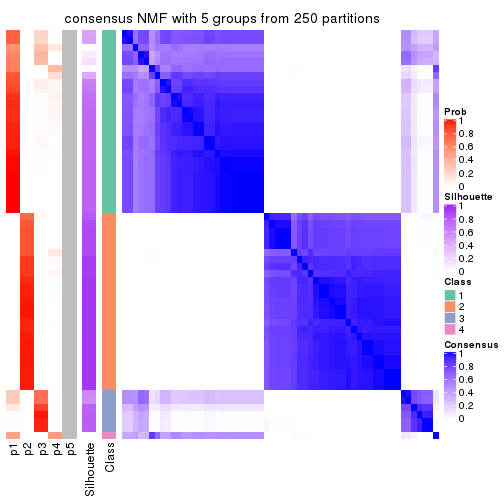 consensus NMF with 5 groups from 250 partitions
Prob
1
0.8
0.6
0.4
0.2
0
Silhouette
1
0.8
0.6
0.4
0.2
0
Class
1
2
3
4
Consensus
1
0.8
0.6
0.4
0.2
0
p1
p2
p3
p4
p5
Silhouette
Class